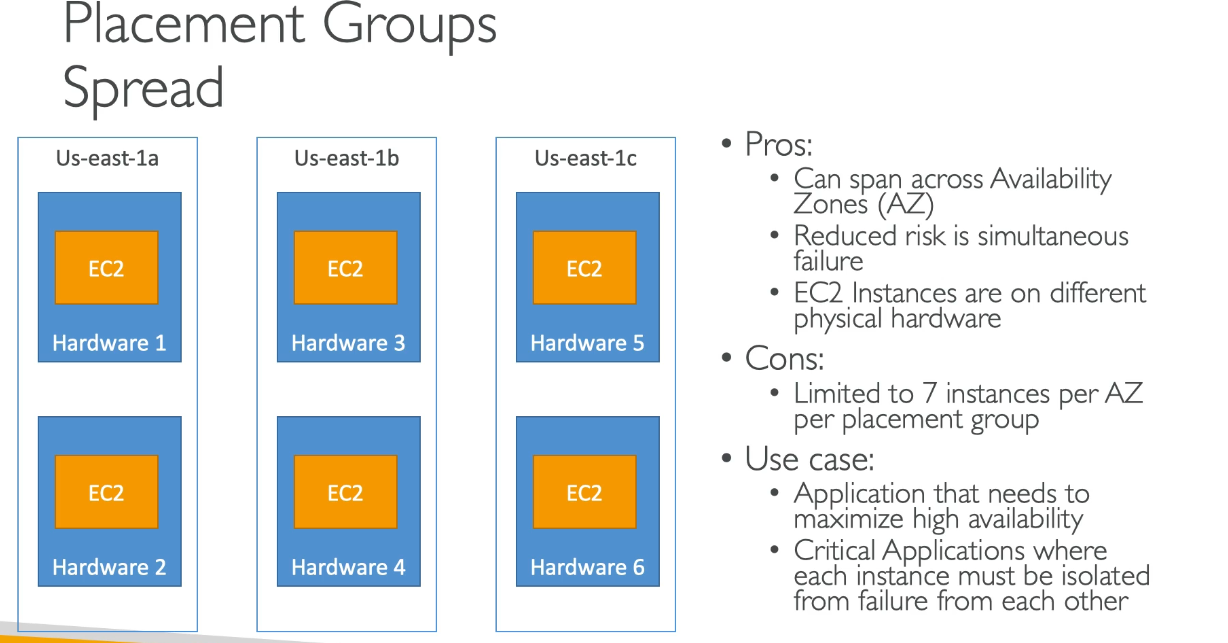 Placement Groups
Spread
Us-east-1a
EC2
Hardware 1
EC2
Hardware 2
Us-east-1b
EC2
Hardware 3
EC2
Hardware 4
Us-east-1c
EC2
Hardware 5
EC2
Hardware 6
• Pros:
• Can span across Availability
Zones (AZ)
• Reduced risk is simultaneous
failure
• EC2 Instances are on different
physical hardware
• Cons:
• Limited to 7 instances per AZ
per placement group
• Use case:
• Application that needs to
maximize high availability
• Critical Applications where
each instance must be isolated
from failure from each other